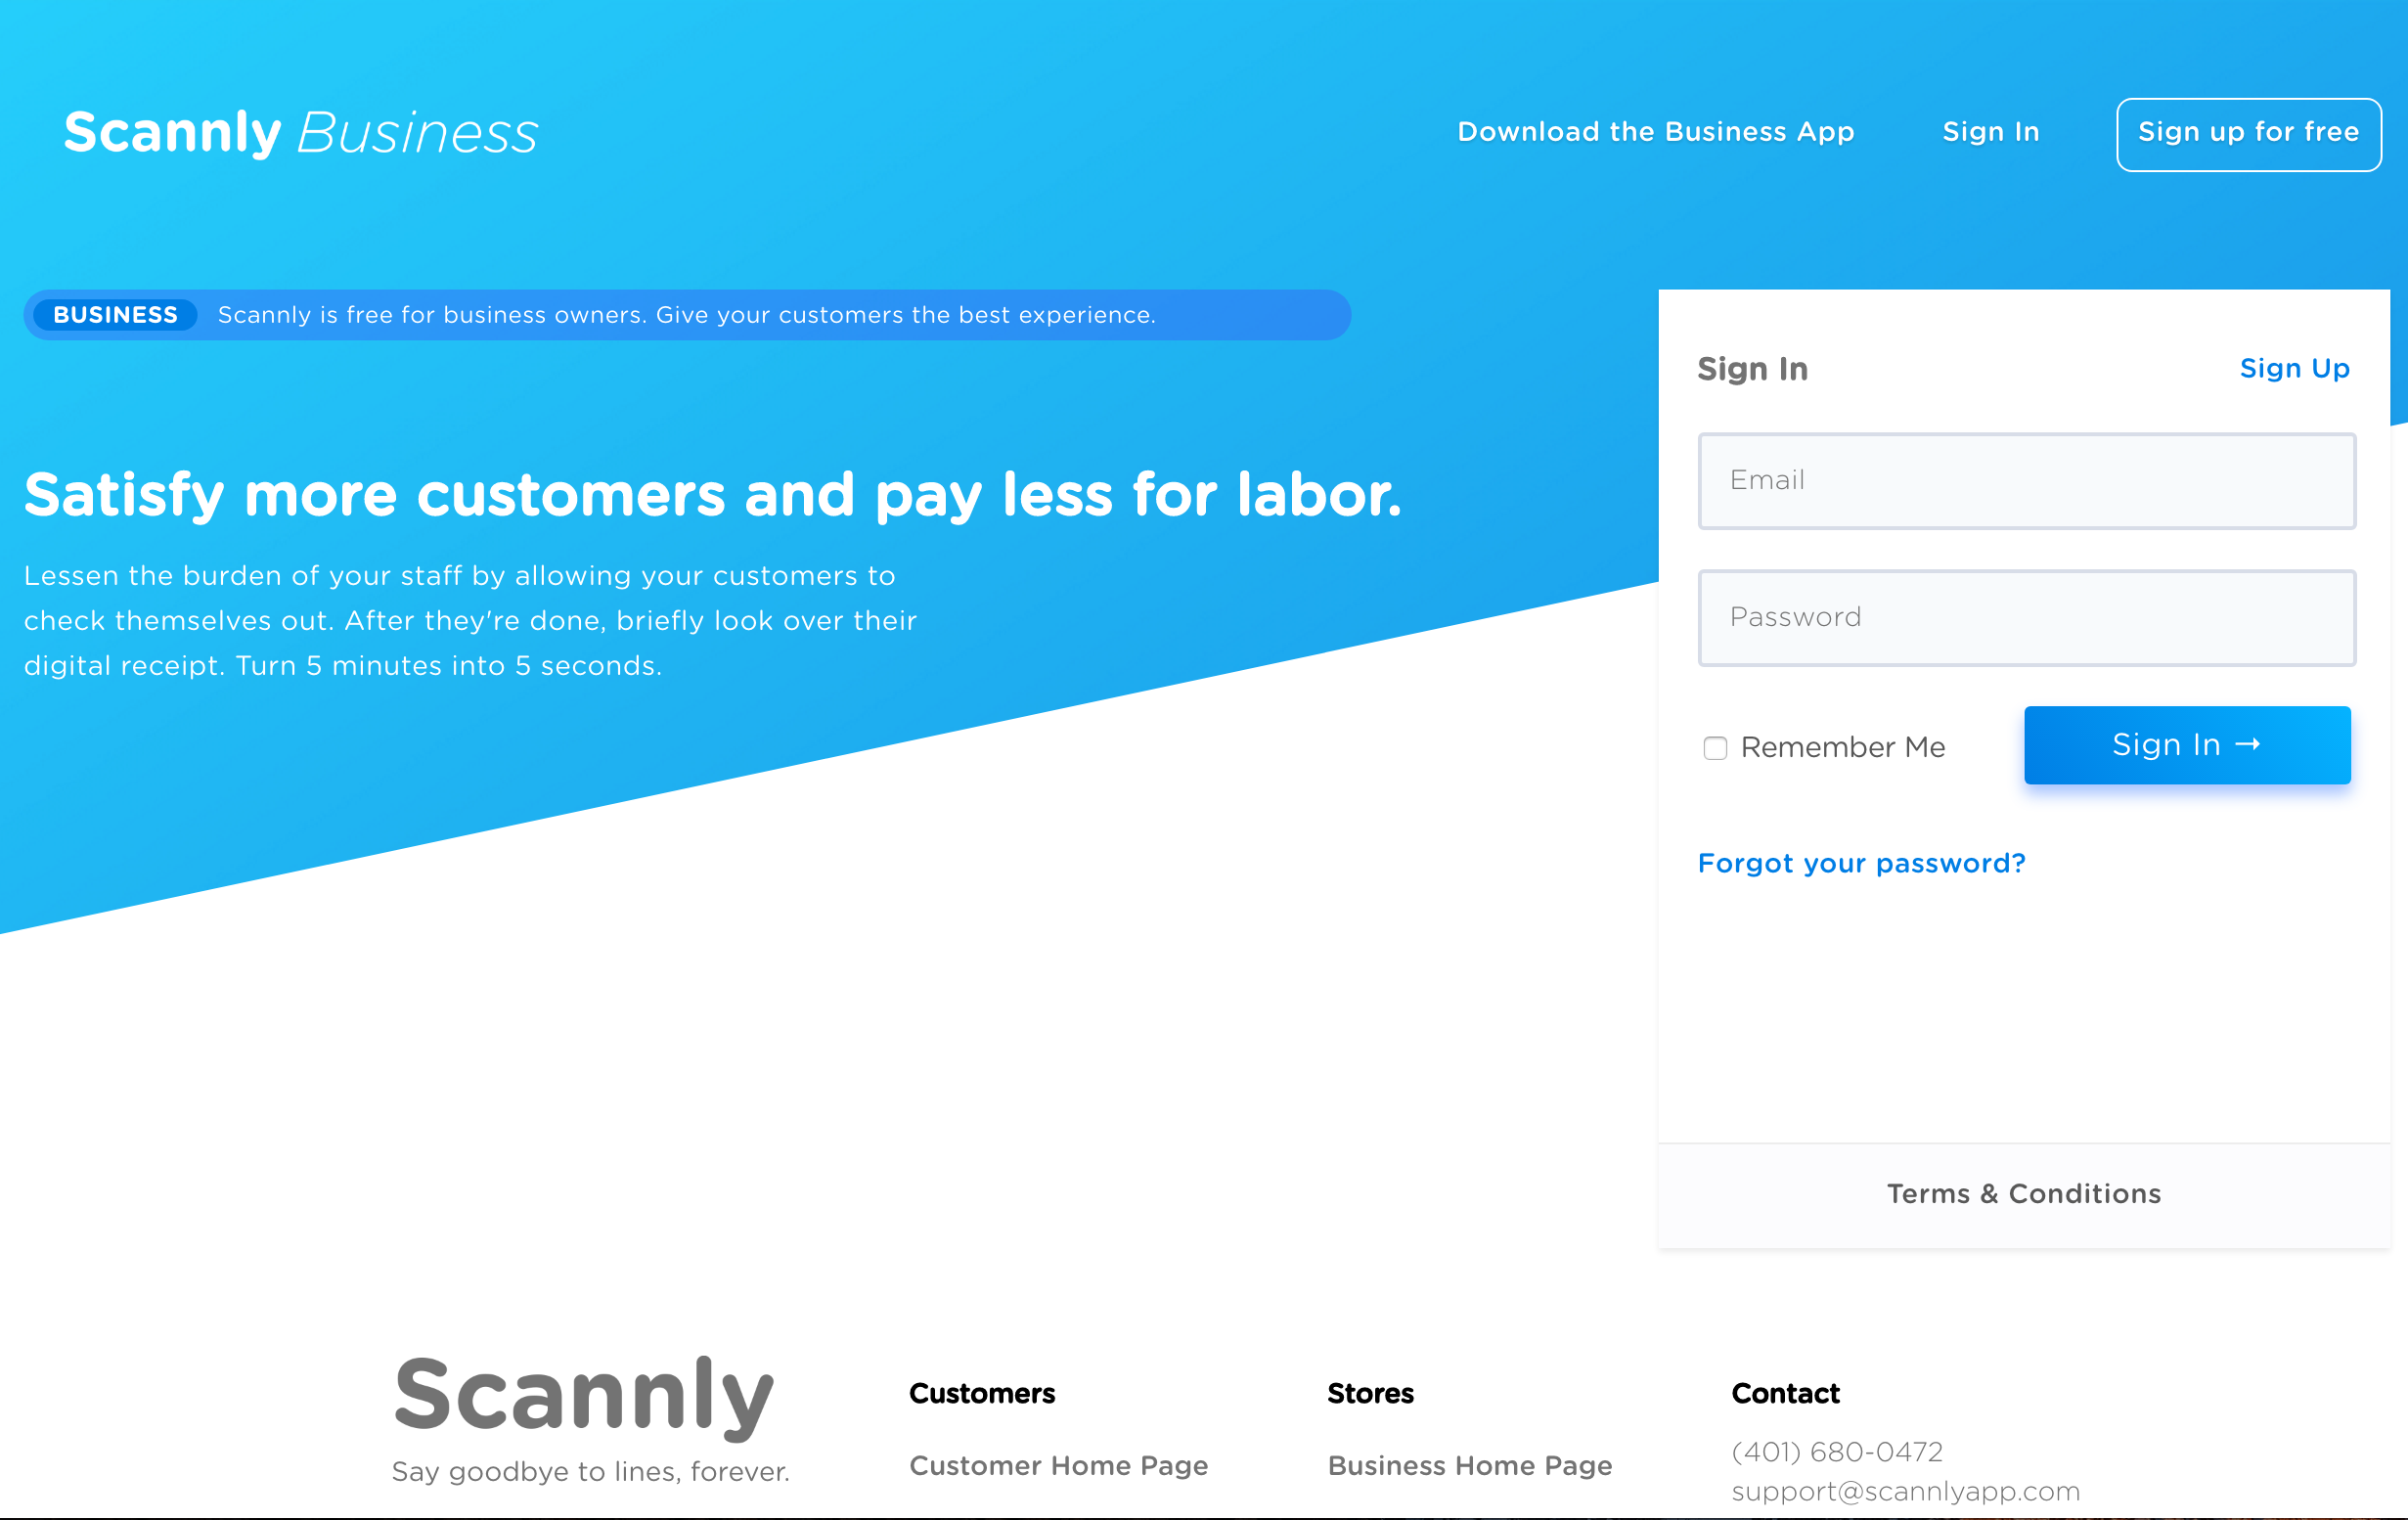 Scannly Business
Download the Business App
Sign In
Sign up for free
BUSINESS Scannly is free for business owners. Give your customers the best experience.
Satisfy more customers and pay less for labor.
Lessen the burden of your staff by allowing your customers to
check themselves out. After they're done, briefly look over their
digital receipt. Turn 5 minutes into 5 seconds.
Sign In
Sign Up
Email
Password
Remember Me
Sign In →
Forgot your password?
Terms & Conditions
Scannly
Say goodbye to lines, forever.
Customers
Customer Home Page
Stores
Business Home Page
Contact
(401) 680-0472
support@scannlyapp.com